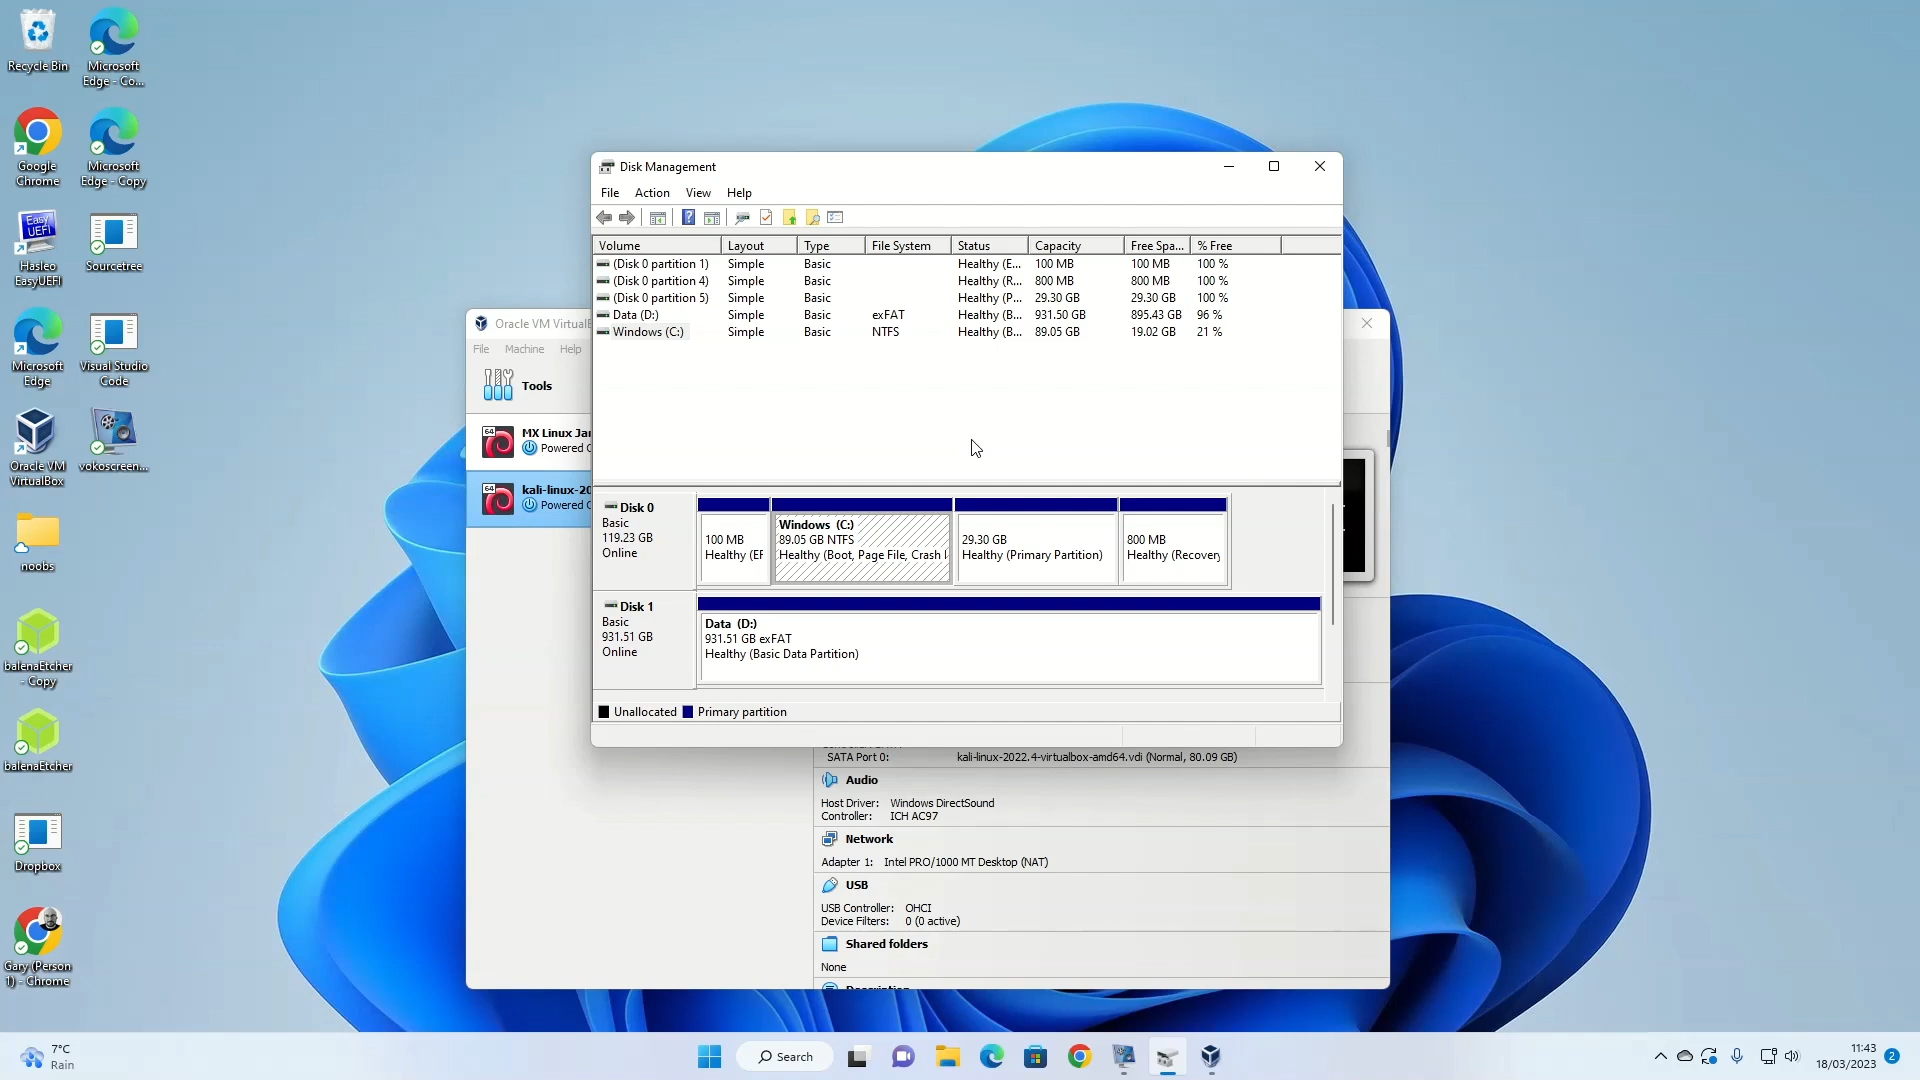 Recycle Bin
Microsoft
Edge - Co...
Google
Chrome
Microsoft
Edge - Copy
Easy
UEFI
Hasleo
EasyUEFI
Sourcetree
Microsoft
Edge
Visual Studio
Code
Oracle VM
VirtualBox
vokoscreen...
noobs
balenaEtcher
- Copy
balenaEtcher
Dropbox
Gary (Person
1) - Chrome
Disk Management
File Action View Help
Volume Layout Type File System Status Capacity Free Spa... % Free
(Disk 0 partition 1) Simple Basic Healthy (E... 100 MB 100 MB 100 %
(Disk 0 partition 4) Simple Basic Healthy (R... 800 MB 800 MB 100 %
(Disk 0 partition 5) Simple Basic Healthy (P... 29.30 GB 29.30 GB 100 %
Data (D:) Simple Basic exFAT Healthy (B... 931.50 GB 895.43 GB 96 %
Windows (C:) Simple Basic NTFS Healthy (B... 89.05 GB 19.02 GB 21 %
Disk 0
Basic
119.23 GB
Online
100 MB
Healthy (EF
Windows (C:)
89.05 GB NTFS
Healthy (Boot, Page File, Crash
29.30 GB
Healthy (Primary Partition)
800 MB
Healthy (Recovery
Disk 1
Basic
931.51 GB
Online
Data (D:)
931.51 GB exFAT
Healthy (Basic Data Partition)
Unallocated Primary partition
Oracle VM VirtualB
File Machine Help
Tools
64
MX Linux Jan
Powered O
64
kali-linux-20
Powered O
SATA Port 0: kali-linux-2022.4-virtualbox-amd64.vdi (Normal, 80.09 GB)
Audio
Host Driver: Windows DirectSound
Controller: ICH AC97
Network
Adapter 1: Intel PRO/1000 MT Desktop (NAT)
USB
USB Controller: OHCI
Device Filters: 0 (0 active)
Shared folders
None
7°C
Rain
Search
11:43
18/03/2023
2